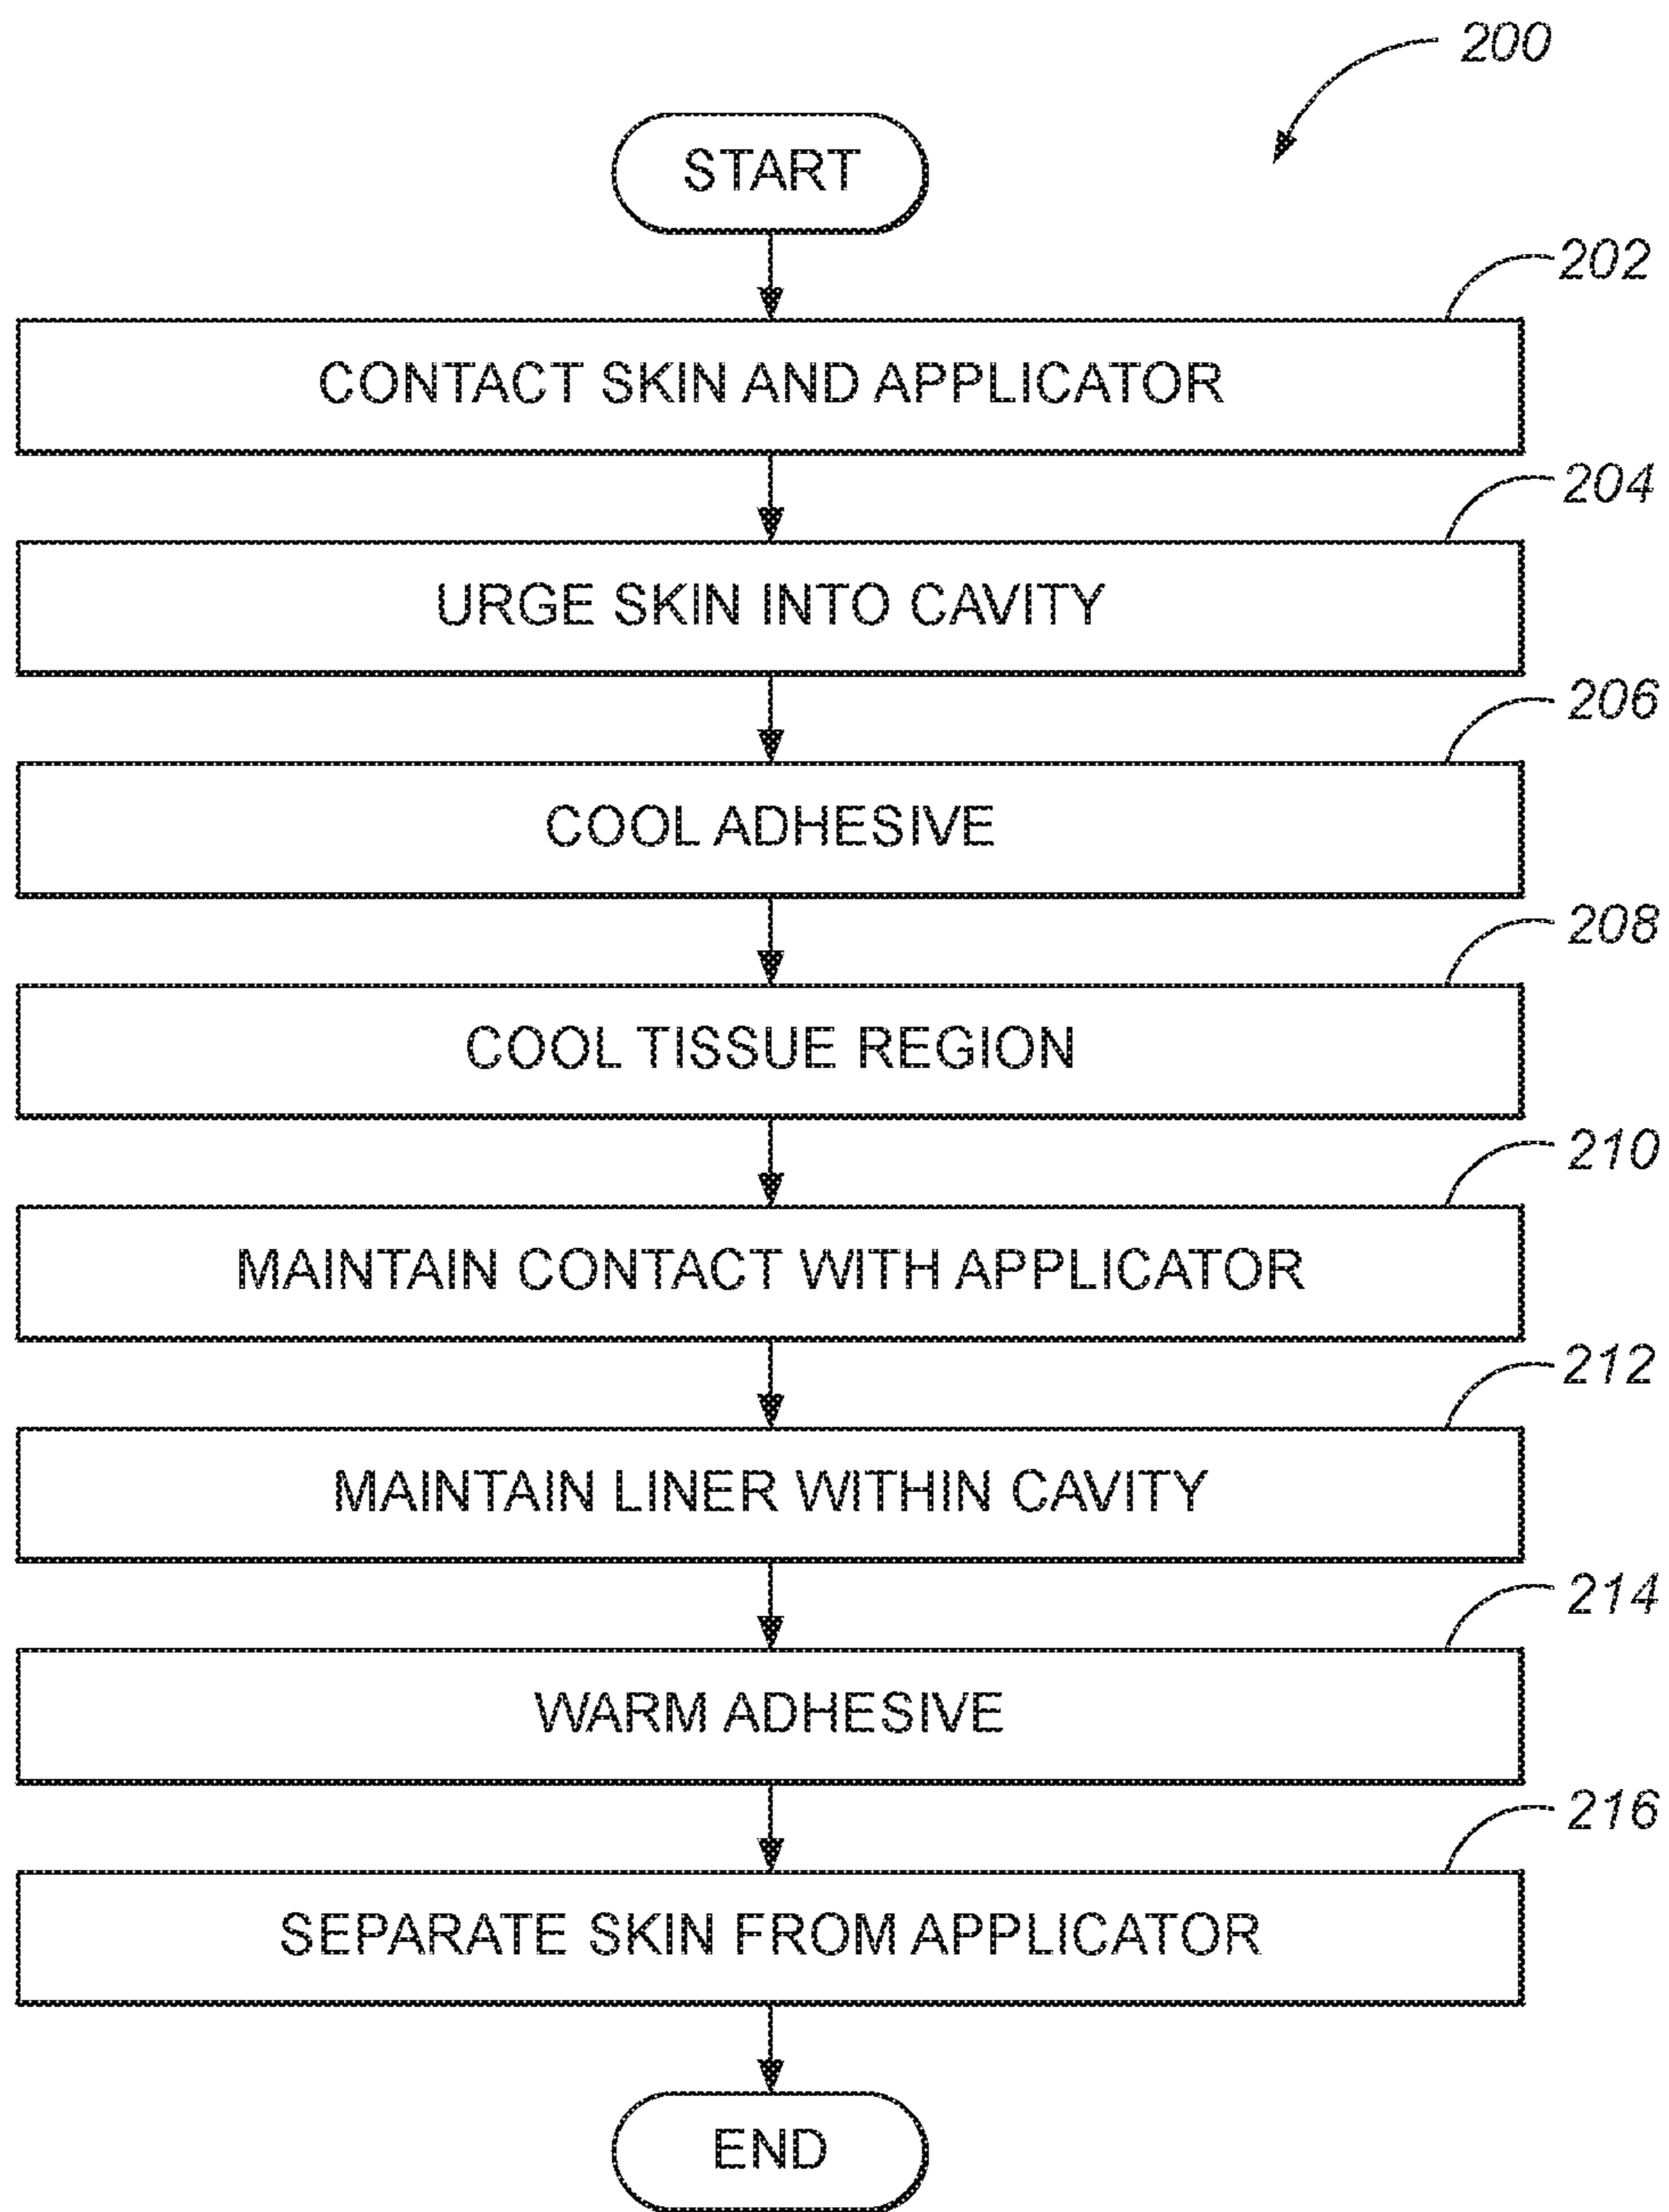 200
START
202
CONTACT SKIN AND APPLICATOR
204
URGE SKIN INTO CAVITY
206
COOL ADHESIVE
208
COOL TISSUE REGION
210
MAINTAIN CONTACT WITH APPLICATOR
212
MAINTAIN LINER WITHIN CAVITY
214
WARM ADHESIVE
216
SEPARATE SKIN FROM APPLICATOR
END